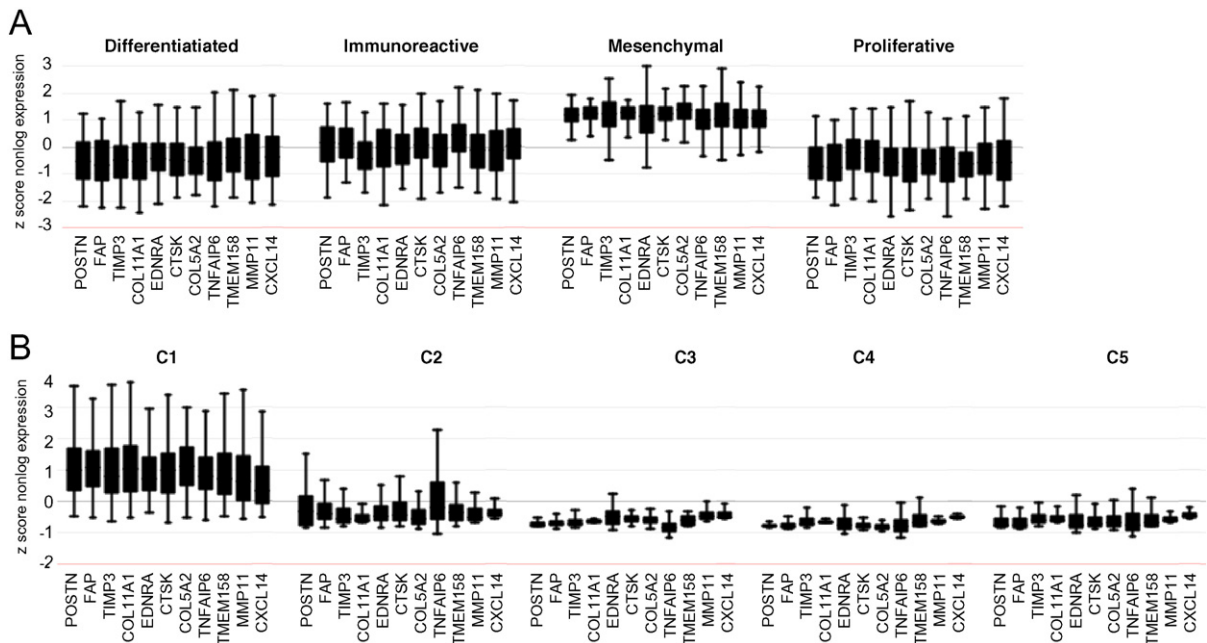 A
Differentiatiated Immunoreactive Mesenchymal Proliferative
z score nonlog expression
3
2
1
0
-1
-2
-3
POSTN FAP TIMP3 COL11A1 EDNRA CTSK COL5A2 TNFAIP6 TMEM158 MMP11 CXCL14
POSTN FAP TIMP3 COL11A1 EDNRA CTSK COL5A2 TNFAIP6 TMEM158 MMP11 CXCL14
POSTN FAP TIMP3 COL11A1 EDNRA CTSK COL5A2 TNFAIP6 TMEM158 MMP11 CXCL14
POSTN FAP TIMP3 COL11A1 EDNRA CTSK COL5A2 TNFAIP6 TMEM158 MMP11 CXCL14
B
C1 C2 C3 C4 C5
z score nonlog expression
4
3
2
1
0
-1
-2
POSTN FAP TIMP3 COL11A1 EDNRA CTSK COL5A2 TNFAIP6 TMEM158 MMP11 CXCL14
POSTN FAP TIMP3 COL11A1 EDNRA CTSK COL5A2 TNFAIP6 TMEM158 MMP11 CXCL14
POSTN FAP TIMP3 COL11A1 EDNRA CTSK COL5A2 TNFAIP6 TMEM158 MMP11 CXCL14
POSTN FAP TIMP3 COL11A1 EDNRA CTSK COL5A2 TNFAIP6 TMEM158 MMP11 CXCL14
POSTN FAP TIMP3 COL11A1 EDNRA CTSK COL5A2 TNFAIP6 TMEM158 MMP11 CXCL14